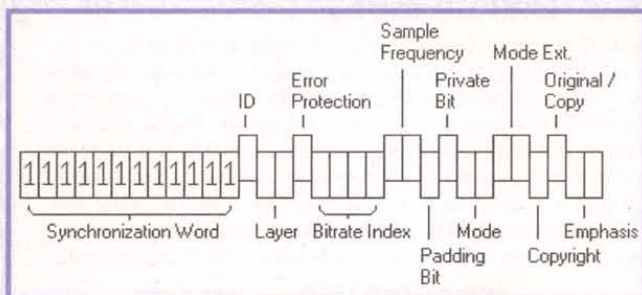 Sample
Frequency
Mode Ext.
ID
Error
Protection
Private
Bit
Original /
Copy
111111111111
Synchronization Word
Layer
Bitrate Index
Padding
Bit
Mode
Copyright
Emphasis